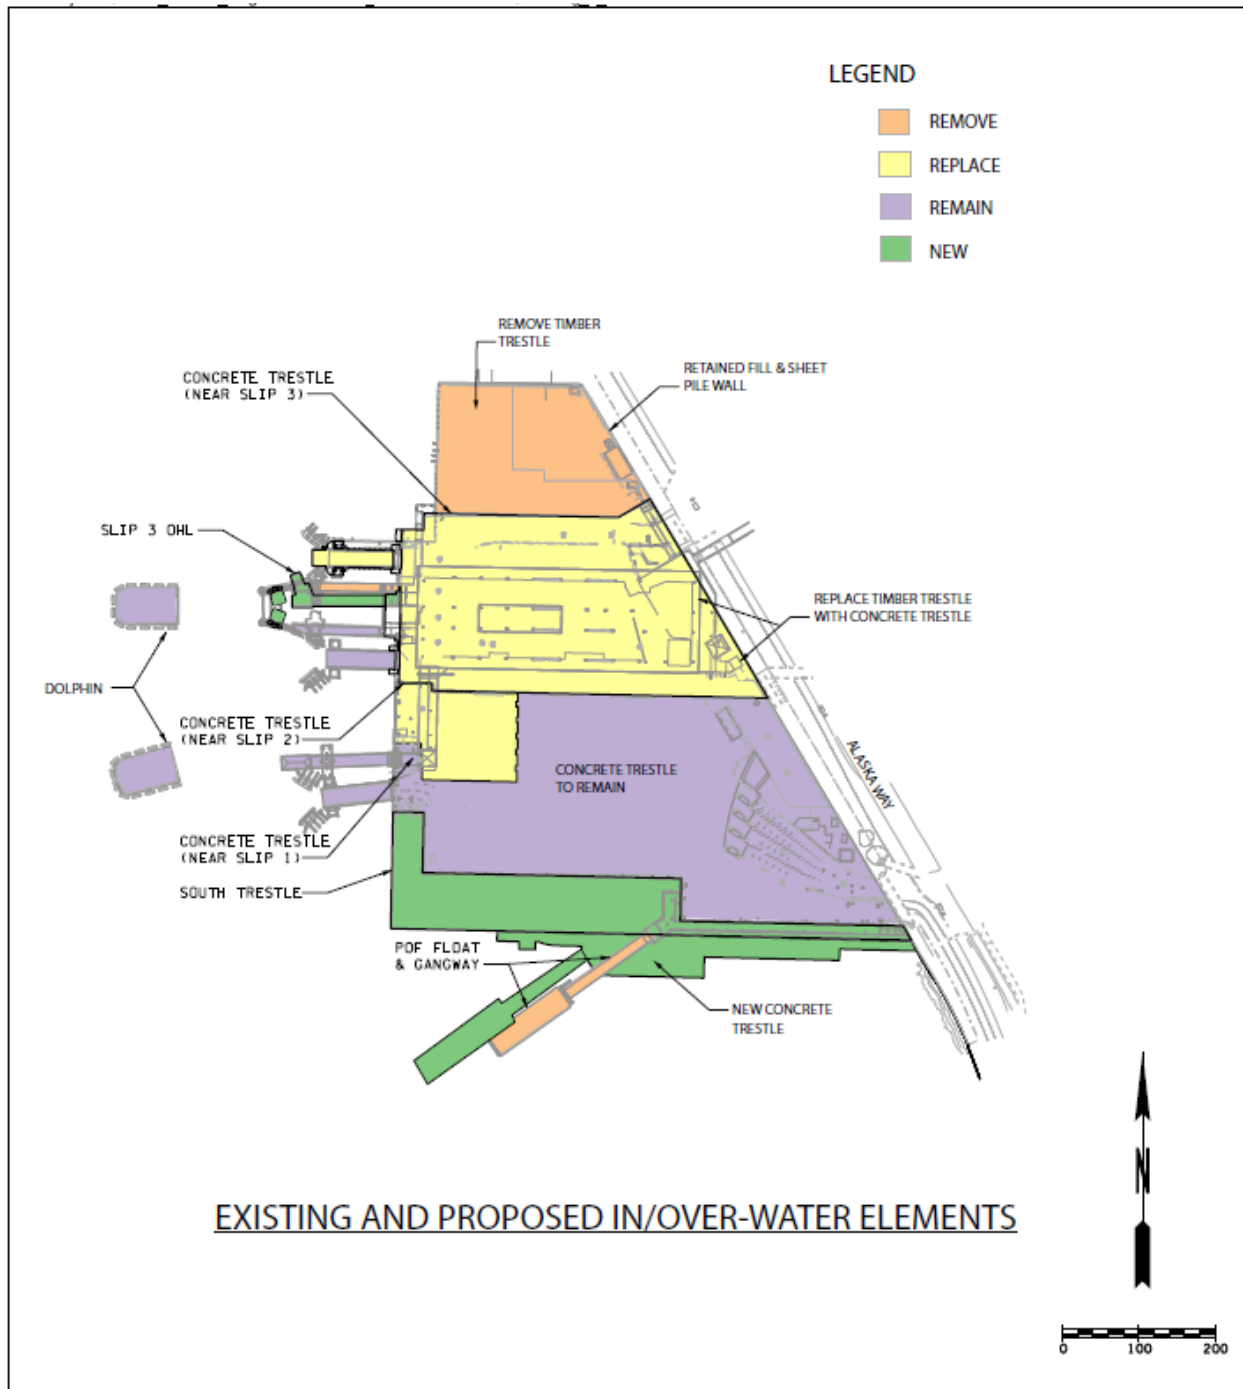 LEGEND
REMOVE
REPLACE
REMAIN
NEW
REMOVE TIMBER
TRESTLE
RETAINED FILL & SHEET
PILE WALL
CONCRETE TRESTLE
(NEAR SLIP 3)
SLIP 3 OHL
REPLACE TIMBER TRESTLE
WITH CONCRETE TRESTLE
DOLPHIN
CONCRETE TRESTLE
(NEAR SLIP 2)
CONCRETE TRESTLE
TO REMAIN
ALASKA WAY
CONCRETE TRESTLE
(NEAR SLIP 1)
SOUTH TRESTLE
POF FLOAT
& GANGWAY
NEW CONCRETE
TRESTLE
N
EXISTING AND PROPOSED IN/OVER-WATER ELEMENTS
0 100 200